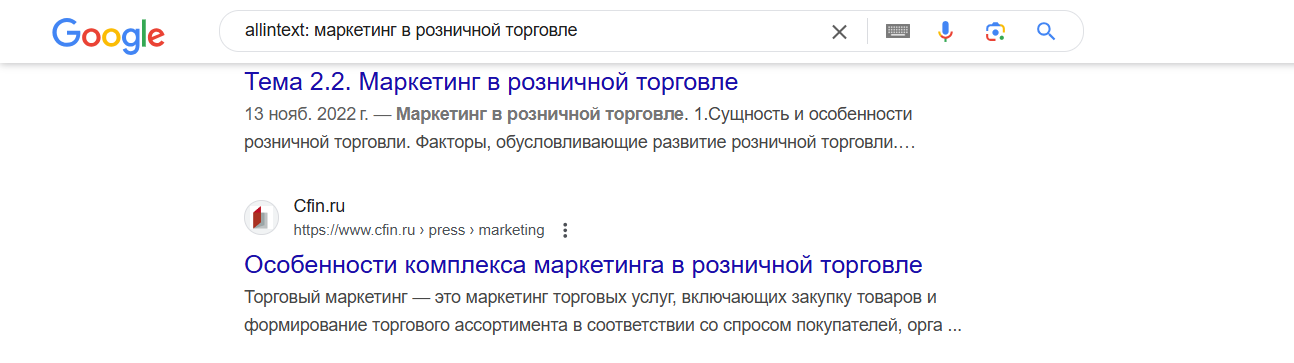 Google
allintext: маркетинг в розничной торговле
Тема 2.2. Маркетинг в розничной торговле
13 нояб. 2022 г. — Маркетинг в розничной торговле. 1.Сущность и особенности
розничной торговли. Факторы, обусловливающие развитие розничной торговли.…
Cfin.ru
https://www.cfin.ru › press › marketing
Особенности комплекса маркетинга в розничной торговле
Торговый маркетинг — это маркетинг торговых услуг, включающих закупку товаров и
формирование торгового ассортимента в соответствии со спросом покупателей, орга ...